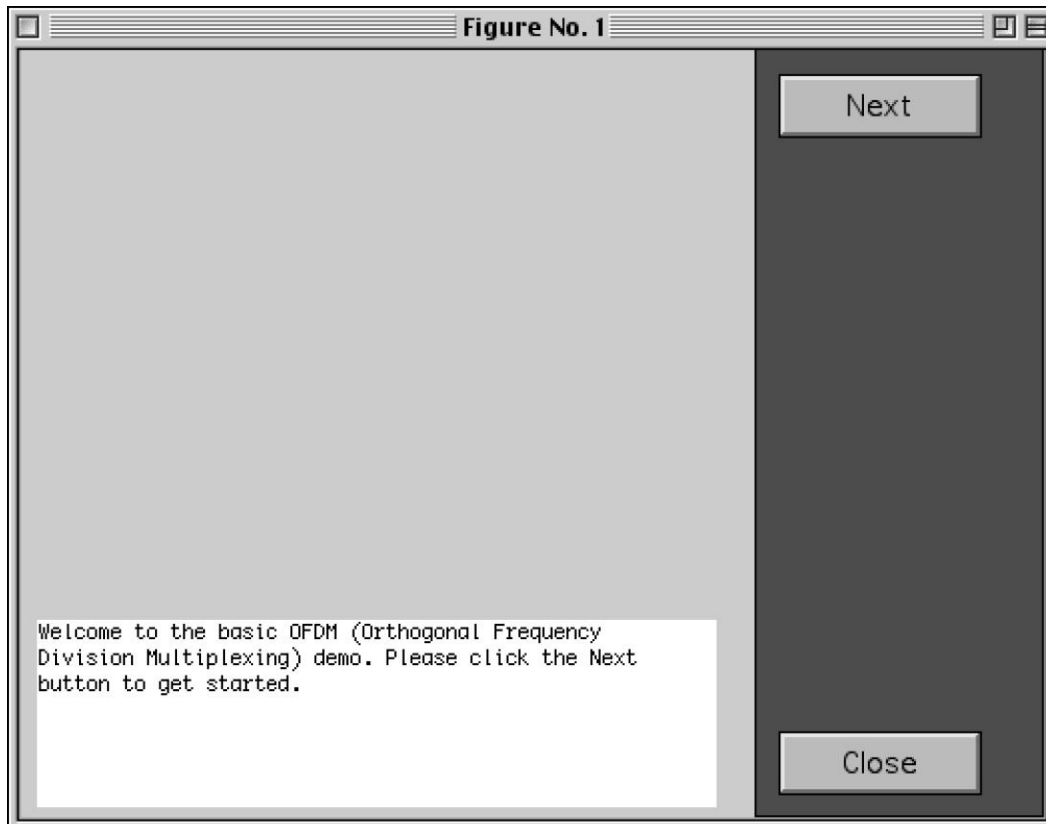 Figure No. 1
Next
Welcome to the basic OFDM (Orthogonal Frequency
Division Multiplexing) demo. Please click the Next
button to get started.
Close